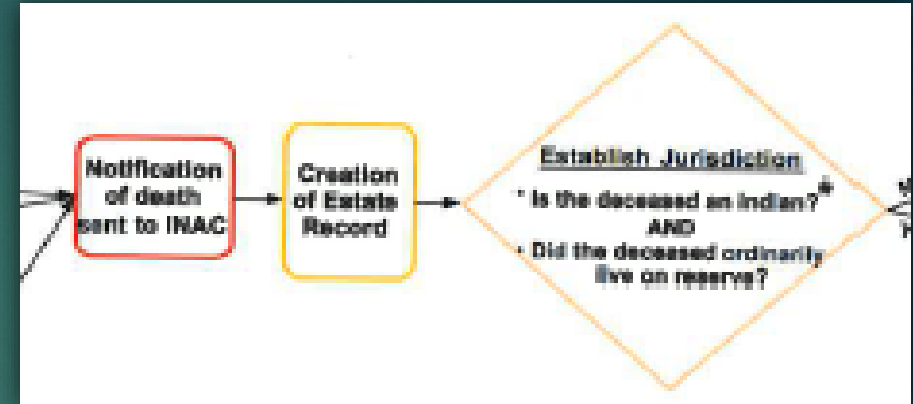 Notification
of death
sent to INAC
Creation
of Estate
Record
Establish Jurisdiction
* Is the deceased an Indian?*
AND
* Did the deceased ordinarily
live on reserve?